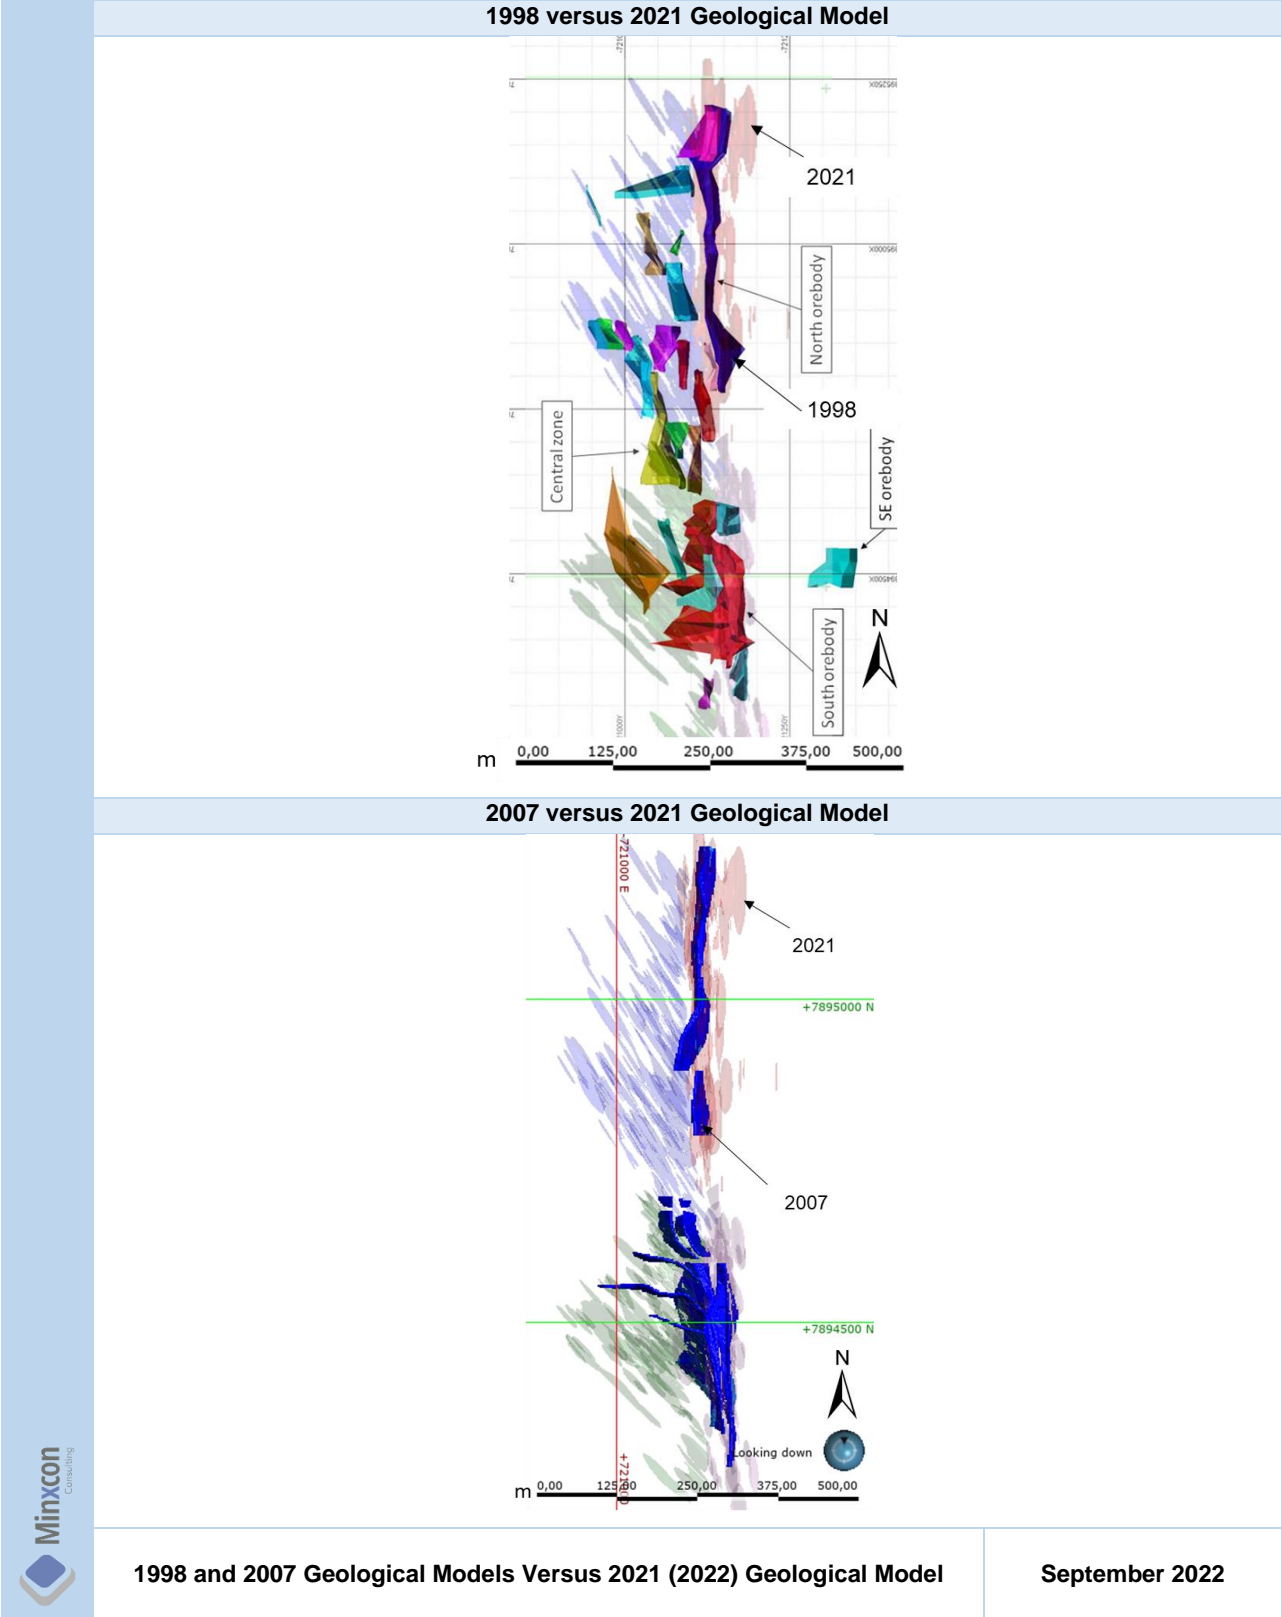 1998 versus 2021 Geological Model
2021
North orebody
1998
Central zone
SE orebody
South orebody
N
m 0,00 125,00 250,00 375,00 500,00
2007 versus 2021 Geological Model
2021
+7895000 N
2007
+7894500 N
N
Looking down
m 0,00 125,00 250,00 375,00 500,00
Minxcon
Consulting
1998 and 2007 Geological Models Versus 2021 (2022) Geological Model
September 2022